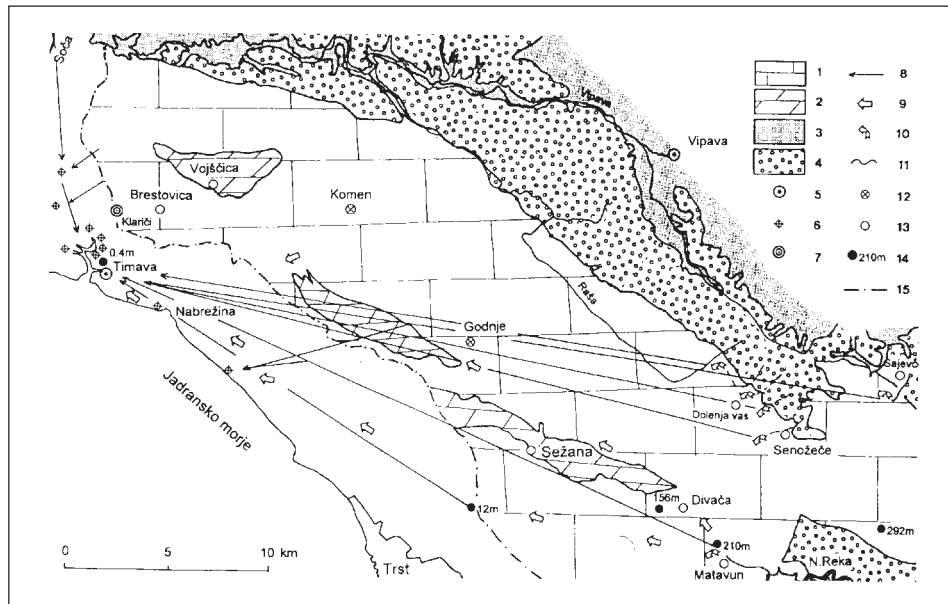 Soča
Vipava
Vipava
1
2
3
4
5
6
7
8
9
10
11
12
13
210m 14
15
Vojščica
Brestovica
Komen
Klariči
0.4m
Timava
Raša
Nabrežina
Godnje
Sajevče
Dolenja vas
Jadransko morje
Senožeče
Sežana
156m
Divača
12m
292m
210m
N.Reka
0 5 10 km
Trst
Matavun